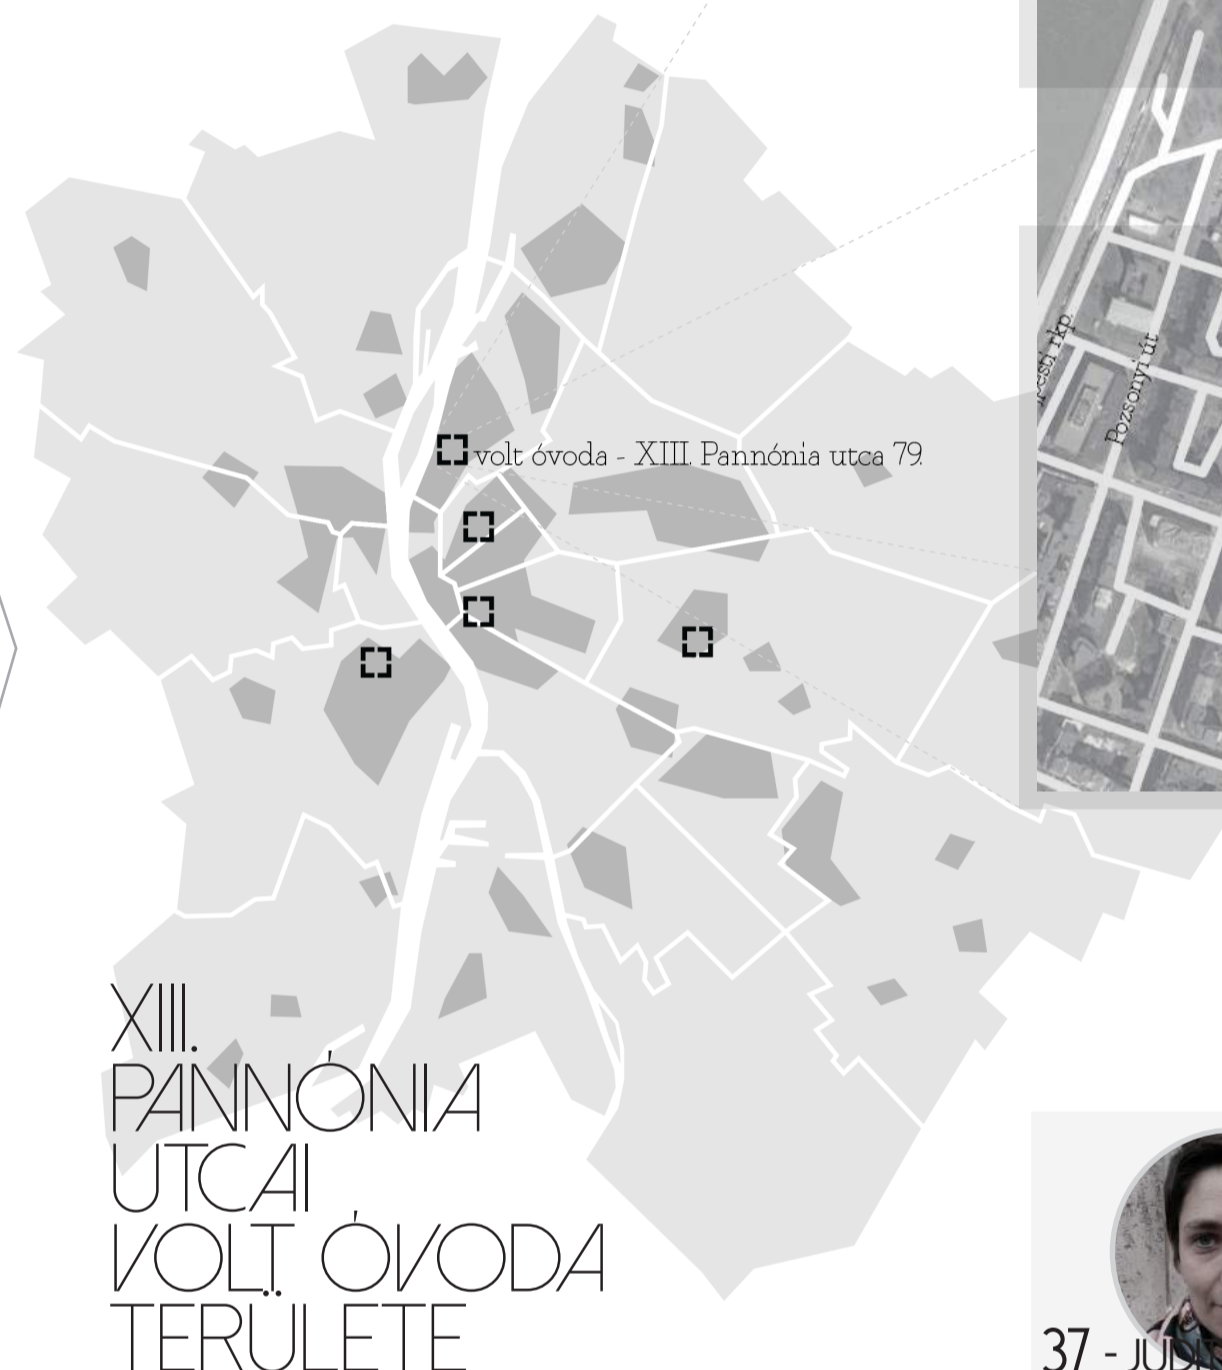 Pozsonyi út
volt óvoda - XIII. Pannónia utca 79.
XIII.
PANNÓNIA
UTCAI
VOLT ÓVODA
TERÜLETE
37 -